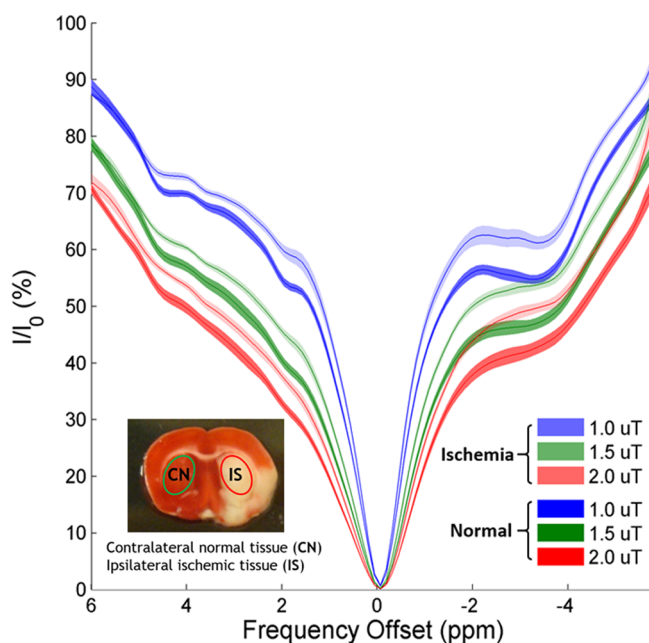 100
90
80
70
60
50
40
30
20
10
0
I/I0 (%)
6
4
2
0
-2
-4
Frequency Offset (ppm)
CN
IS
Contralateral normal tissue (CN)
Ipsilateral ischemic tissue (IS)
Ischemia
1.0 uT
1.5 uT
2.0 uT
Normal
1.0 uT
1.5 uT
2.0 uT